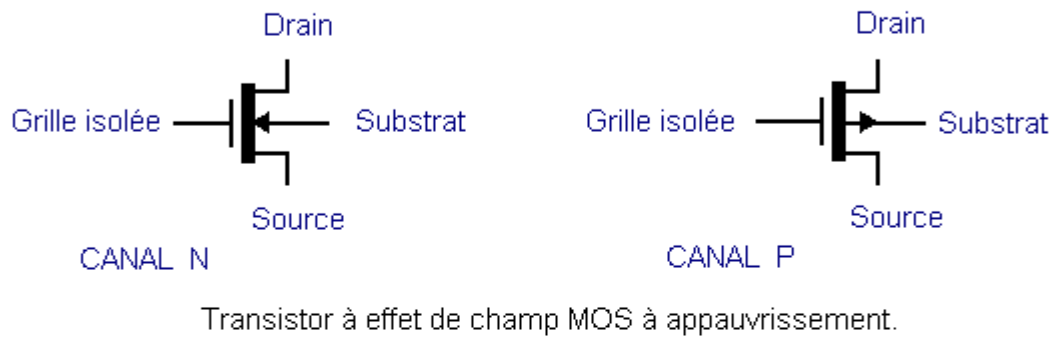 Drain
Drain
Grille isolée
Substrat
Grille isolée
Substrat
Source
Source
CANAL N
CANAL P
Transistor à effet de champ MOS à appauvrissement.